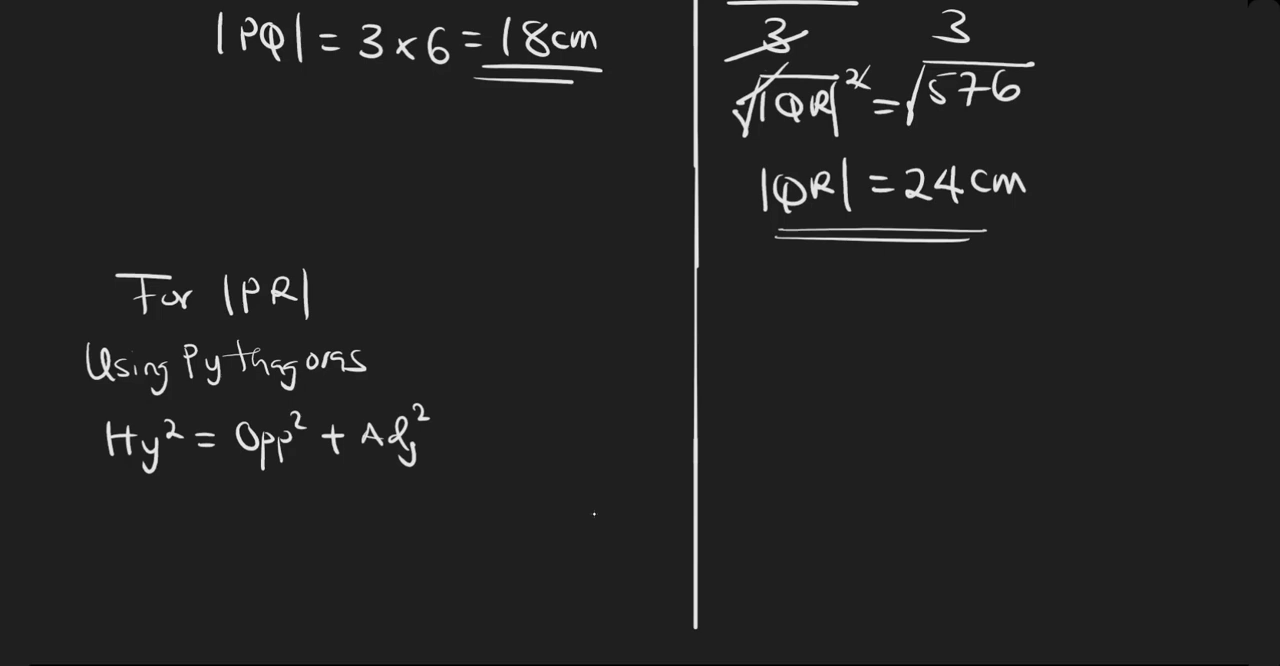 |PQ| = 3 × 6 = 18cm
For |PR|
Using Pythagoras
Hy² = Opp² + Adj²
3 3
√|QR|² = √576
|QR| = 24cm